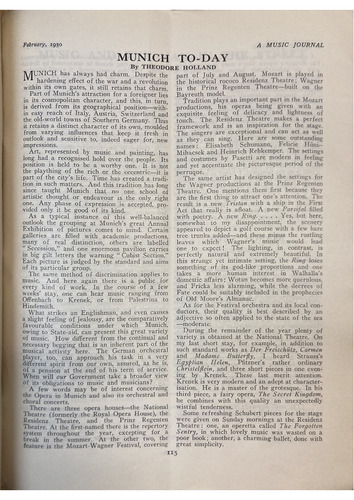 February, 1930
A MUSIC JOURNAL
MUNICH TO-DAY
By THEODORE HOLLAND
MUNICH has always had charm. Despite the
hardening effect of the war and a revolution
within its own gates, it still retains that charm.
Part of Munich's attraction for a foreigner lies
in its cosmopolitan character, and this, in turn,
is derived from its geographical position—with-
in easy reach of Italy, Austria, Switzerland and
the old-world towns of Southern Germany. Thus
it retains a distinct character of its own, moulded
from varying influences that keep it fresh in
outlook and sensitive to, indeed eager for, new
impressions.
Art, represented by music and painting, has
long had a recognised hold over the people. Its
position is held to be a worthy one. It is not
the plaything of the rich or the eccentric—it is
part of the city's life. Time has created a tradi-
tion in such matters. And this tradition has long
since taught Munich that no one school of
artistic thought or endeavour is the only right
one. Any phase of expression is accepted, pro-
vided only it be good of its kind.
As a typical instance of this well-balanced
outlook the groupings of the great Annual
Exhibition of pictures come to mind. Certain
galleries are filled with academic productions,
many of real distinction, others are labelled
"Secession," and one enormous pavilion carries
in big gilt letters the warning "Cubist Section."
Each picture is judged by the standard and aims
of its particular group.
The same method of discrimination applies to
music. And here again there is a public for
every kind of work. In the course of a few
weeks' stay, one can hear music ranging from
Offenbach to Krenek, or from Palestrina to
Hindemith.
What strikes an Englishman, and even causes
a slight feeling of jealousy, are the comparatively
favourable conditions under which Munich,
owing to State-aid, can present this great variety
of music. How different from the continual and
necessary begging that is an inherent part of the
musical activity here. The German orchestral
player, too, can approach his task in a very
different spirit from our own, assured, as he is,
of a pension at the end of his term of service.
When will our Government take a broader view
of its obligations to music and musicians?
A few words may be of interest concerning
the Opera in Munich and also its orchestral and
choral concerts.
There are three opera houses—the National
Theatre (formerly the Royal Opera House), the
Residenz Theatre, and the Prinz Regenten
Theatre. At the first-named there is the repertory
system throughout the year, excepting for a
break in the summer. At the other two, the
feature is the Mozart-Wagner Festival, covering
part of July and August. Mozart is played in
the historical rococo Residenz Theatre; Wagner
in the Prinz Regenten Theatre—built on the
Bayreuth model.
Tradition plays an important part in the Mozart
productions, his operas being given with an
exquisite feeling of delicacy and lightness of
touch. The Residenz Theatre makes a perfect
framework and is an inspiration to the artists.
The singers are exceptional and can act as well
as they can sing. Here are some outstanding
names: Elisabeth Schumann, Felicie Hüni-
Mihacsek and Heinrich Rehkemper. The settings
and costumes by Pasetti are modern in feeling
and yet accentuate the picturesque outline of the period
perruque.
The same artist has designed the settings for
the Wagner productions at the Prinz Regenten
Theatre. One mentions them first because they
are the first thing to attract one's attention. The
result is a new Tristan with a ship in the First
Act that really is afloat. A new Parsifal filled
with poetry. A new Ring. . . . Yes, but here,
somewhat to my disappointment, the scenery
appeared to depict a golf course with a few bare
tree trunks added—and these minus the rustling
leaves which Wagner's music would lead
one to expect! The lighting, in contrast, is
perfectly natural and extremely beautiful. In
this strange yet intimate setting, the Ring loses
something of its god-like proportions and one
takes a more human interest in Walhalla's
domestic affairs; Wotan becomes more querulous,
and Fricka less alarming, while the decrees of
Fate could be suitably included in the prophecies
of Old Moore's Almanac.
As for the Festival orchestra and its local con-
ductors, their quality is best described by an
adjective so often applied to the state of the sea
—moderate.
During the remainder of the year plenty of
variety is obtained at the National Theatre. On
my last short stay, for example, in addition to
such standard works as Der Freischütz, Carmen
and Madame Butterfly, I heard Strauss's
Egyptian Helen, Pfitzner's rather ordinary
Christelflein, and three short pieces in one even-
ing by Krenek. These last merit attention.
Krenek is very modern and an adept at character-
isation. He is a master of the grotesque. In his
third piece, a fairy opera, The Secret Kingdom,
he combines with this quality an unexpectedly
wistful tenderness.
Some refreshing Schubert pieces for the stage
were given on Sunday mornings at the Residenz
Theatre: one, an operetta called The Forgotten
Sentry, in which lovely music was wasted on a
poor book; another, a charming ballet, done with
great simplicity.
115